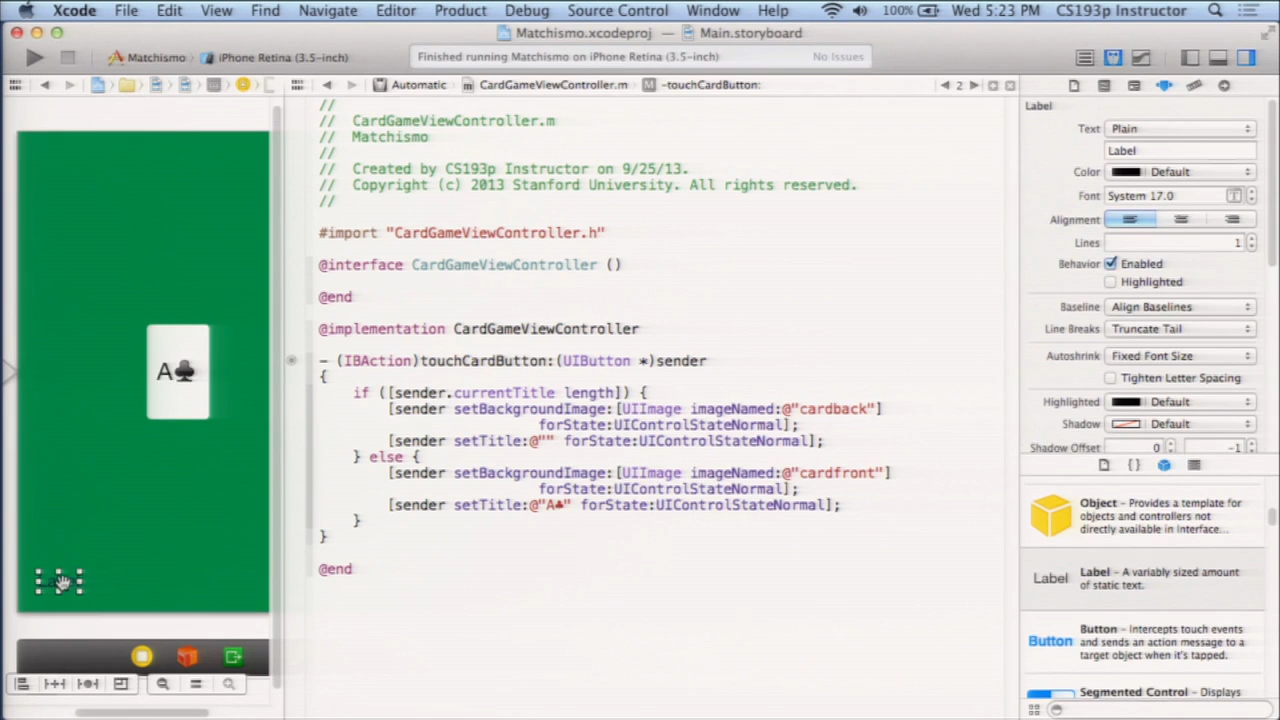 Xcode File Edit View Find Navigate Editor Product Debug Source Control Window Help 100% Wed 5:23 PM CS193p Instructor
Matchismo.xcodeproj — Main.storyboard
Matchismo iPhone Retina (3.5-inch) Finished running Matchismo on iPhone Retina (3.5-inch) No Issues
Automatic CardGameViewController.m M -touchCardButton: 2
//
// CardGameViewController.m
// Matchismo
//
// Created by CS193p Instructor on 9/25/13.
// Copyright (c) 2013 Stanford University. All rights reserved.
//
#import "CardGameViewController.h"
@interface CardGameViewController ()
@end
@implementation CardGameViewController
- (IBAction)touchCardButton:(UIButton *)sender
{
if ([sender.currentTitle length]) {
[sender setBackgroundImage:[UIImage imageNamed:@"cardback"]
forState:UIControlStateNormal];
[sender setTitle:@"" forState:UIControlStateNormal];
} else {
[sender setBackgroundImage:[UIImage imageNamed:@"cardfront"]
forState:UIControlStateNormal];
[sender setTitle:@"A♣" forState:UIControlStateNormal];
}
}
@end
A♣
Label
Text Plain
Label
Color Default
Font System 17.0
Alignment
Lines 1
Behavior Enabled
Highlighted
Baseline Align Baselines
Line Breaks Truncate Tail
Autoshrink Fixed Font Size
Tighten Letter Spacing
Highlighted Default
Shadow Default
Shadow Offset 0 -1
Object - Provides a template for
objects and controllers not
directly available in Interface...
Label Label - A variably sized amount
of static text.
Button Button - Intercepts touch events
and sends an action message to a
target object when it's tapped.
Segmented Control - Displays